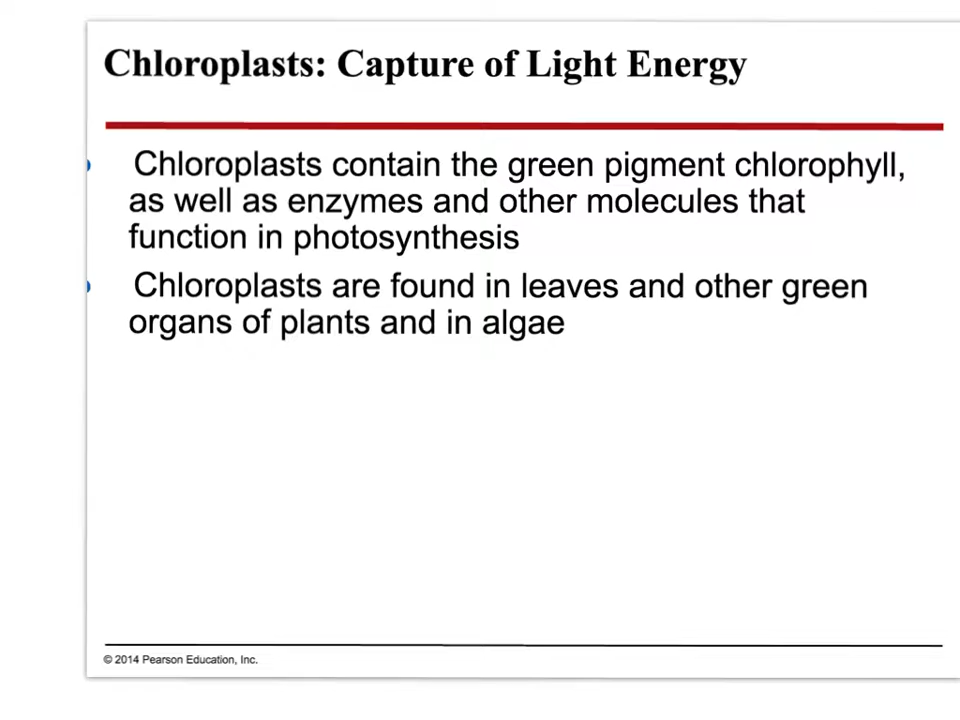 Chloroplasts: Capture of Light Energy
Chloroplasts contain the green pigment chlorophyll,
as well as enzymes and other molecules that
function in photosynthesis
Chloroplasts are found in leaves and other green
organs of plants and in algae
© 2014 Pearson Education, Inc.